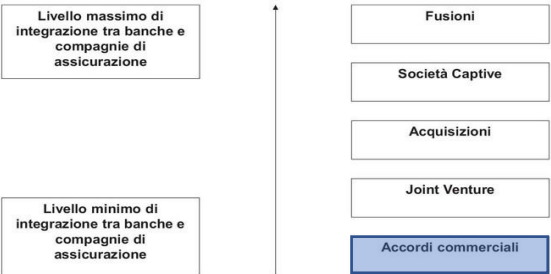 Livello massimo di
integrazione tra banche e
compagnie di
assicurazione
Fusioni
Società Captive
Acquisizioni
Joint Venture
Livello minimo di
integrazione tra banche e
compagnie di
assicurazione
Accordi commerciali